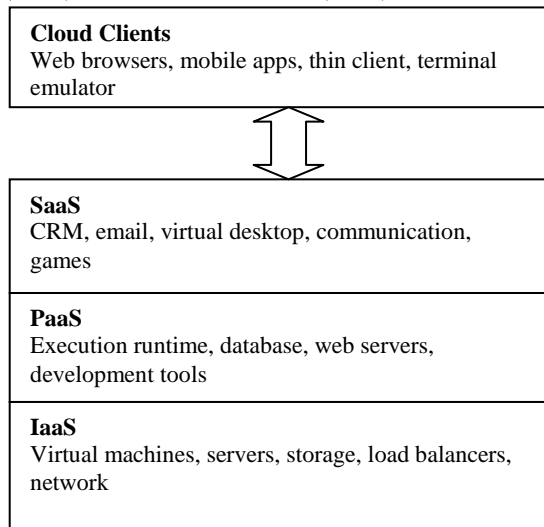 Cloud Clients
Web browsers, mobile apps, thin client, terminal
emulator
SaaS
CRM, email, virtual desktop, communication,
games
PaaS
Execution runtime, database, web servers,
development tools
IaaS
Virtual machines, servers, storage, load balancers,
network